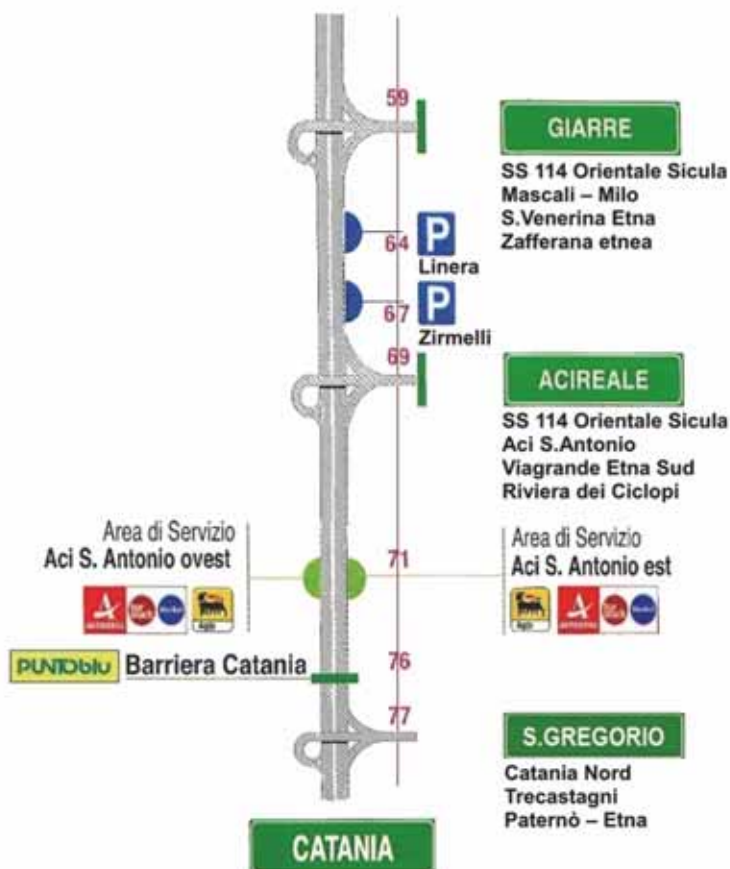 59
GIARRE
SS 114 Orientale Sicula
Mascali – Milo
S.Venerina Etna
Zafferana etnea
64
P
Linera
67
P
Zirmelli
69
ACIREALE
SS 114 Orientale Sicula
Aci S.Antonio
Viagrande Etna Sud
Riviera dei Ciclopi
Area di Servizio
Aci S. Antonio ovest
71
Area di Servizio
Aci S. Antonio est
PUNTOblu Barriera Catania
76
77
S.GREGORIO
Catania Nord
Trecastagni
Paternò – Etna
CATANIA